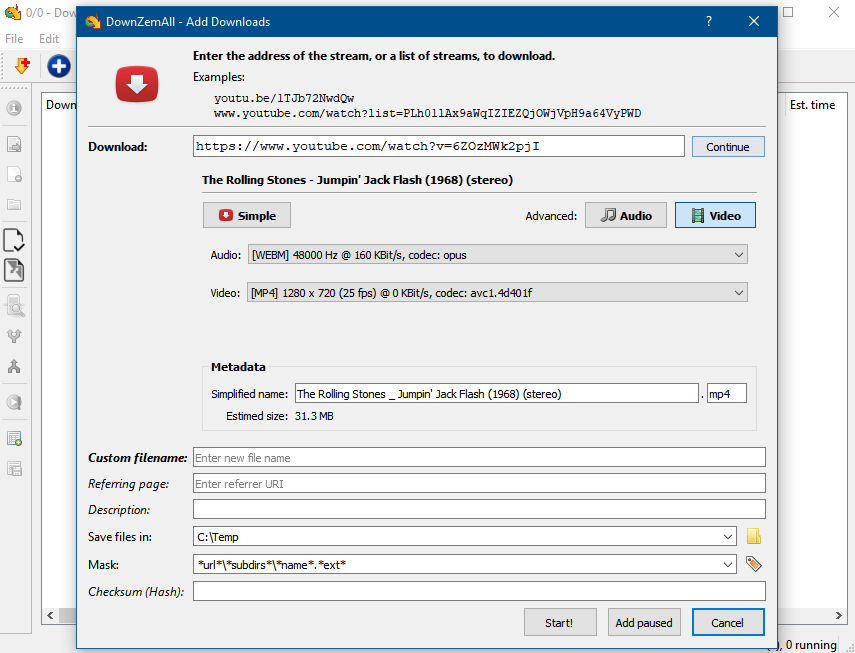 0/0 - Dow
DownZemAll - Add Downloads
?
File Edit
Enter the address of the stream, or a list of streams, to download.
Examples:
youtu.be/lTJb72NwdQw
www.youtube.com/watch?list=PLh0llAx9aWqIZIEZQjOWjVpH9a64VyPWD
Down
Est. time
Download: https://www.youtube.com/watch?v=6ZOzMWk2pjI Continue
The Rolling Stones - Jumpin' Jack Flash (1968) (stereo)
Simple Advanced: Audio Video
Audio: [WEBM] 48000 Hz @ 160 KBit/s, codec: opus
Video: [MP4] 1280 x 720 (25 fps) @ 0 KBit/s, codec: avc1.4d401f
Metadata
Simplified name: The Rolling Stones _ Jumpin' Jack Flash (1968) (stereo) . mp4
Estimed size: 31.3 MB
Custom filename: Enter new file name
Referring page: Enter referrer URI
Description:
Save files in: C:\Temp
Mask: *url*\*subdirs*\*name*.*ext*
Checksum (Hash):
Start! Add paused Cancel
), 0 running